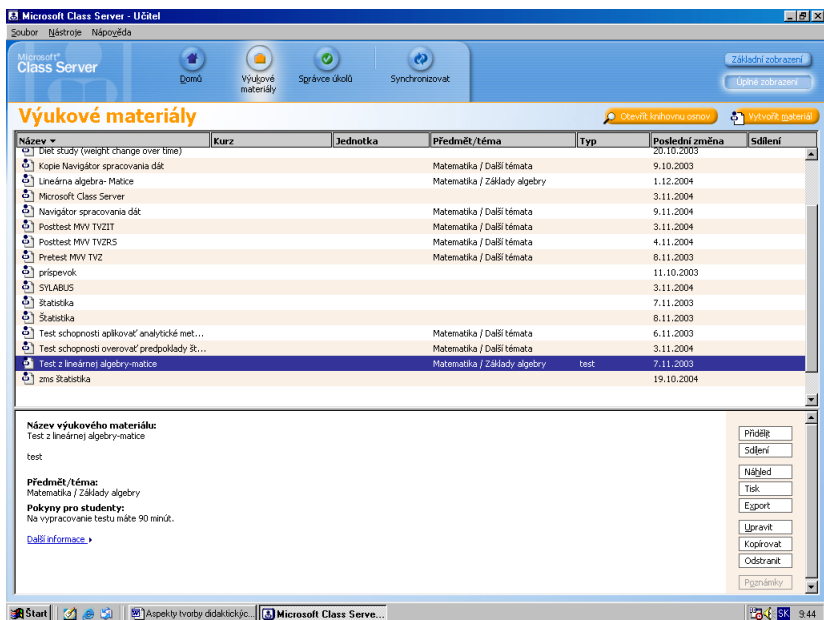 Microsoft Class Server - Učitel
Soubor Nástroje Nápověda
Microsoft®
Class Server
Domů
Výukové materiály
Správce úkolů
Synchronizovat
Základní zobrazení
Úplné zobrazení
Výukové materiály
Otevřít knihovnu osnov
Vytvořit materiál
Název Kurz Jednotka Předmět/téma Typ Poslední změna Sdílení
Diet study (weight change over time) 20.10.2003
Kopie Navigátor spracovania dát Matematika / Další témata 9.10.2003
Lineárna algebra- Matice Matematika / Základy algebry 1.12.2004
Microsoft Class Server 3.11.2004
Navigátor spracovania dát Matematika / Další témata 9.11.2004
Posttest MVV TVZIT Matematika / Další témata 3.11.2004
Posttest MVV TVZRS Matematika / Další témata 4.11.2004
Pretest MVV TVZ Matematika / Další témata 8.11.2003
príspevok 11.10.2003
SYLABUS 3.11.2004
štatistika 7.11.2003
Štatistika 8.11.2003
Test schopnosti aplikovať analytické met... Matematika / Další témata 6.11.2003
Test schopnosti overovať predpoklady št... Matematika / Další témata 3.11.2004
Test z lineárnej algebry-matice Matematika / Základy algebry test 7.11.2003
zms štatistika 19.10.2004
Název výukového materiálu:
Test z lineárnej algebry-matice
test
Předmět/téma:
Matematika / Základy algebry
Pokyny pro studenty:
Na vypracovanie testu máte 90 minút.
Další informace
Přidělit
Sdílení
Náhled
Tisk
Export
Upravit
Kopírovat
Odstranit
Poznámky
Štart
Aspekty tvorby didaktickýc...
Microsoft Class Serve...
SK 9:44